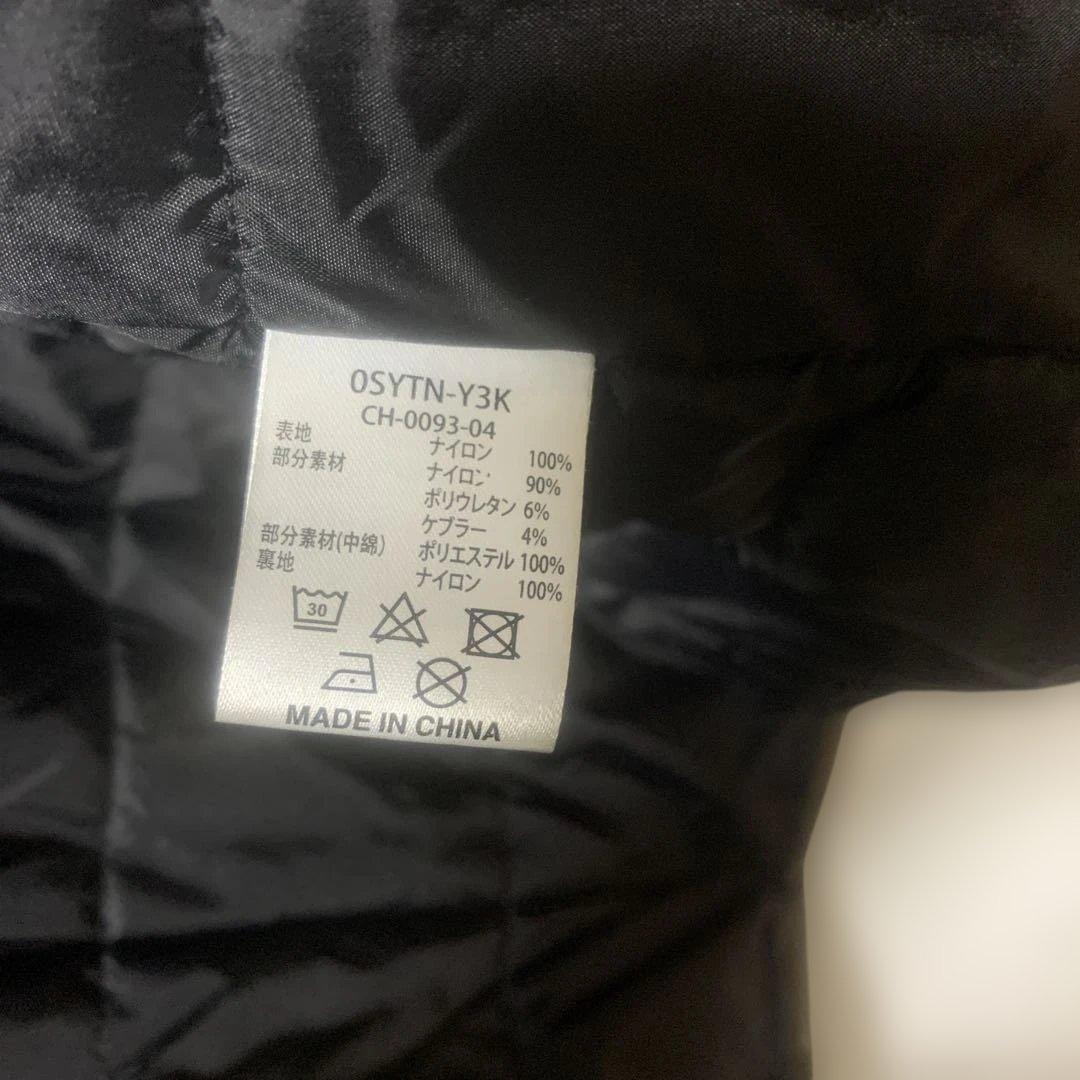 0SYTN-Y3K
CH-0093-04
表地 ナイロン 100%
部分素材 ナイロン 90%
ポリウレタン 6%
ケブラー 4%
部分素材(中綿) ポリエステル 100%
裏地 ナイロン 100%
30
MADE IN CHINA